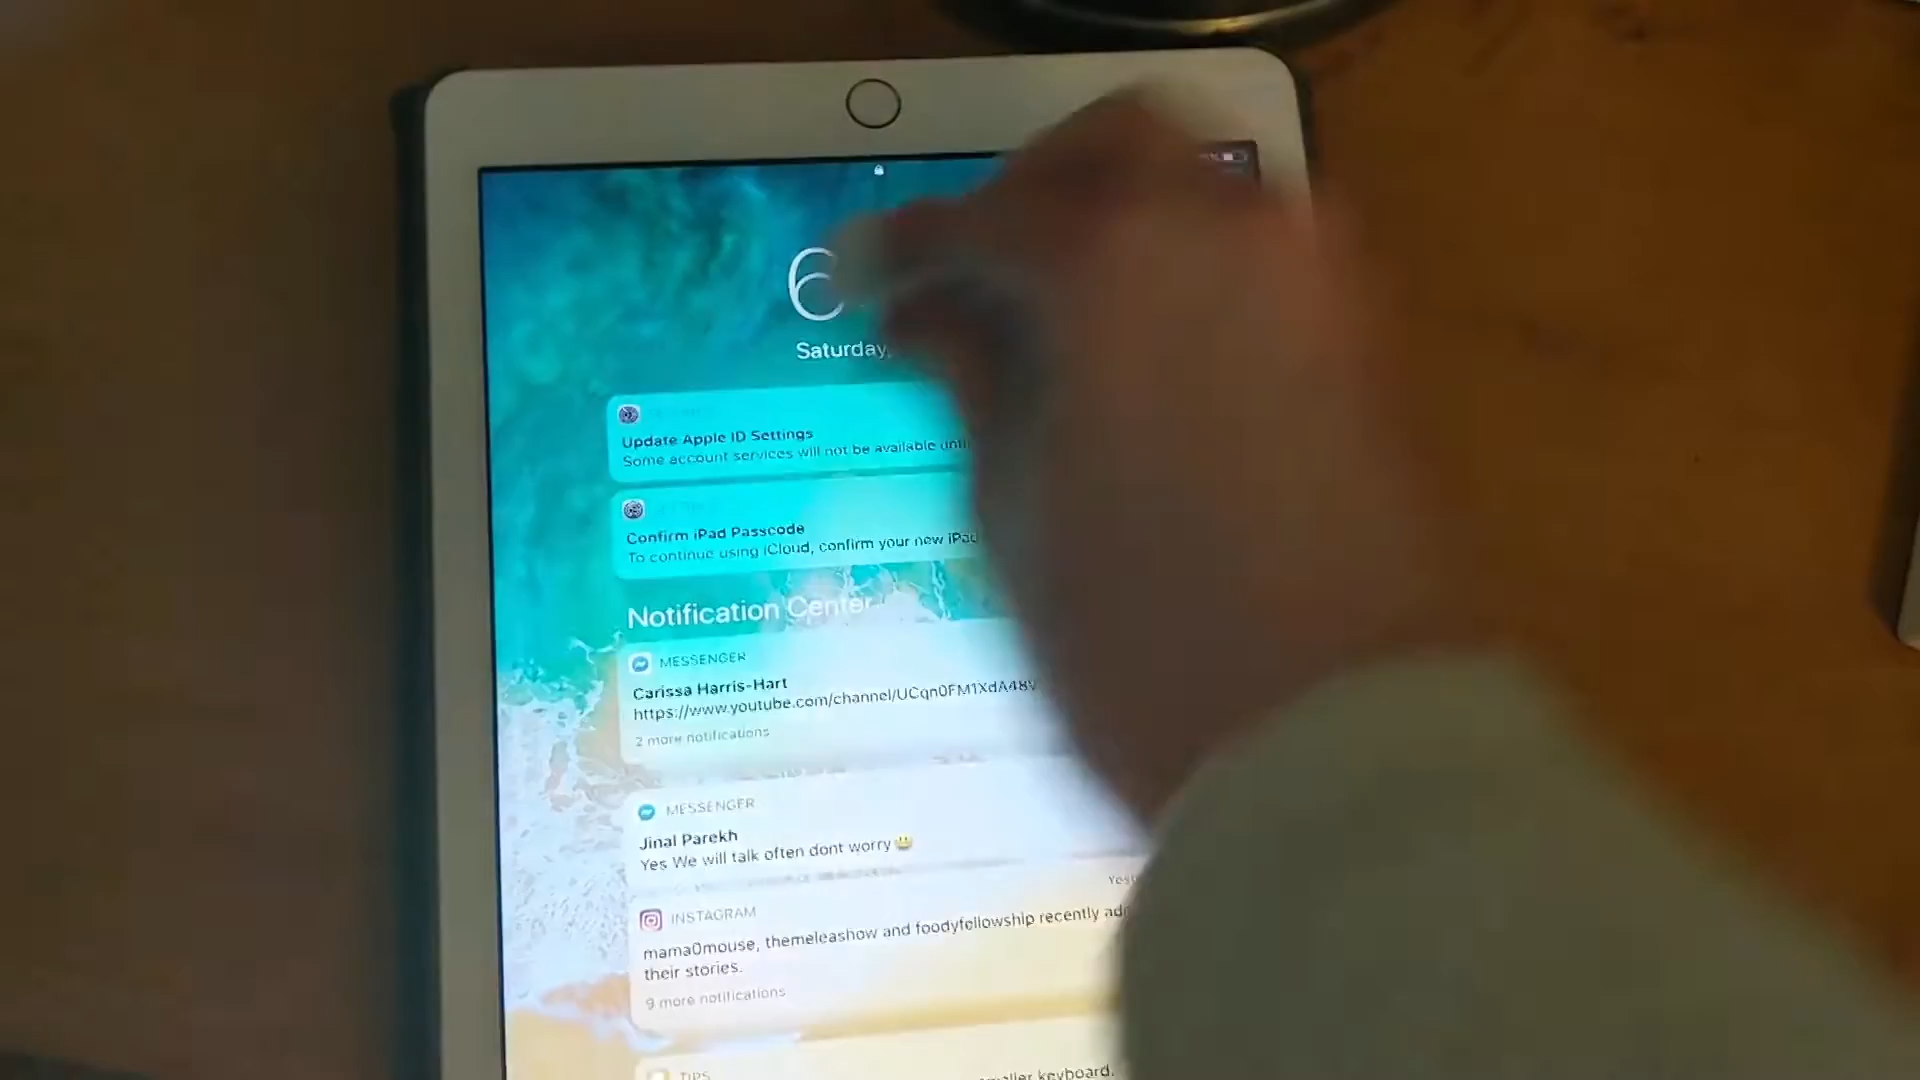 6
Saturday,
Update Apple ID Settings
Some account services will not be available until
Confirm iPad Passcode
To continue using iCloud, confirm your new iPad
Notification Center
MESSENGER
Carissa Harris-Hart
https://www.youtube.com/channel/UCqn0FM1XdA48V
2 more notifications
MESSENGER
Jinal Parekh
Yes We will talk often dont worry 😃
INSTAGRAM
mama0mouse, themeleashow and foodyfellowship recently
their stories.
9 more notifications
TIPS
keyboard.